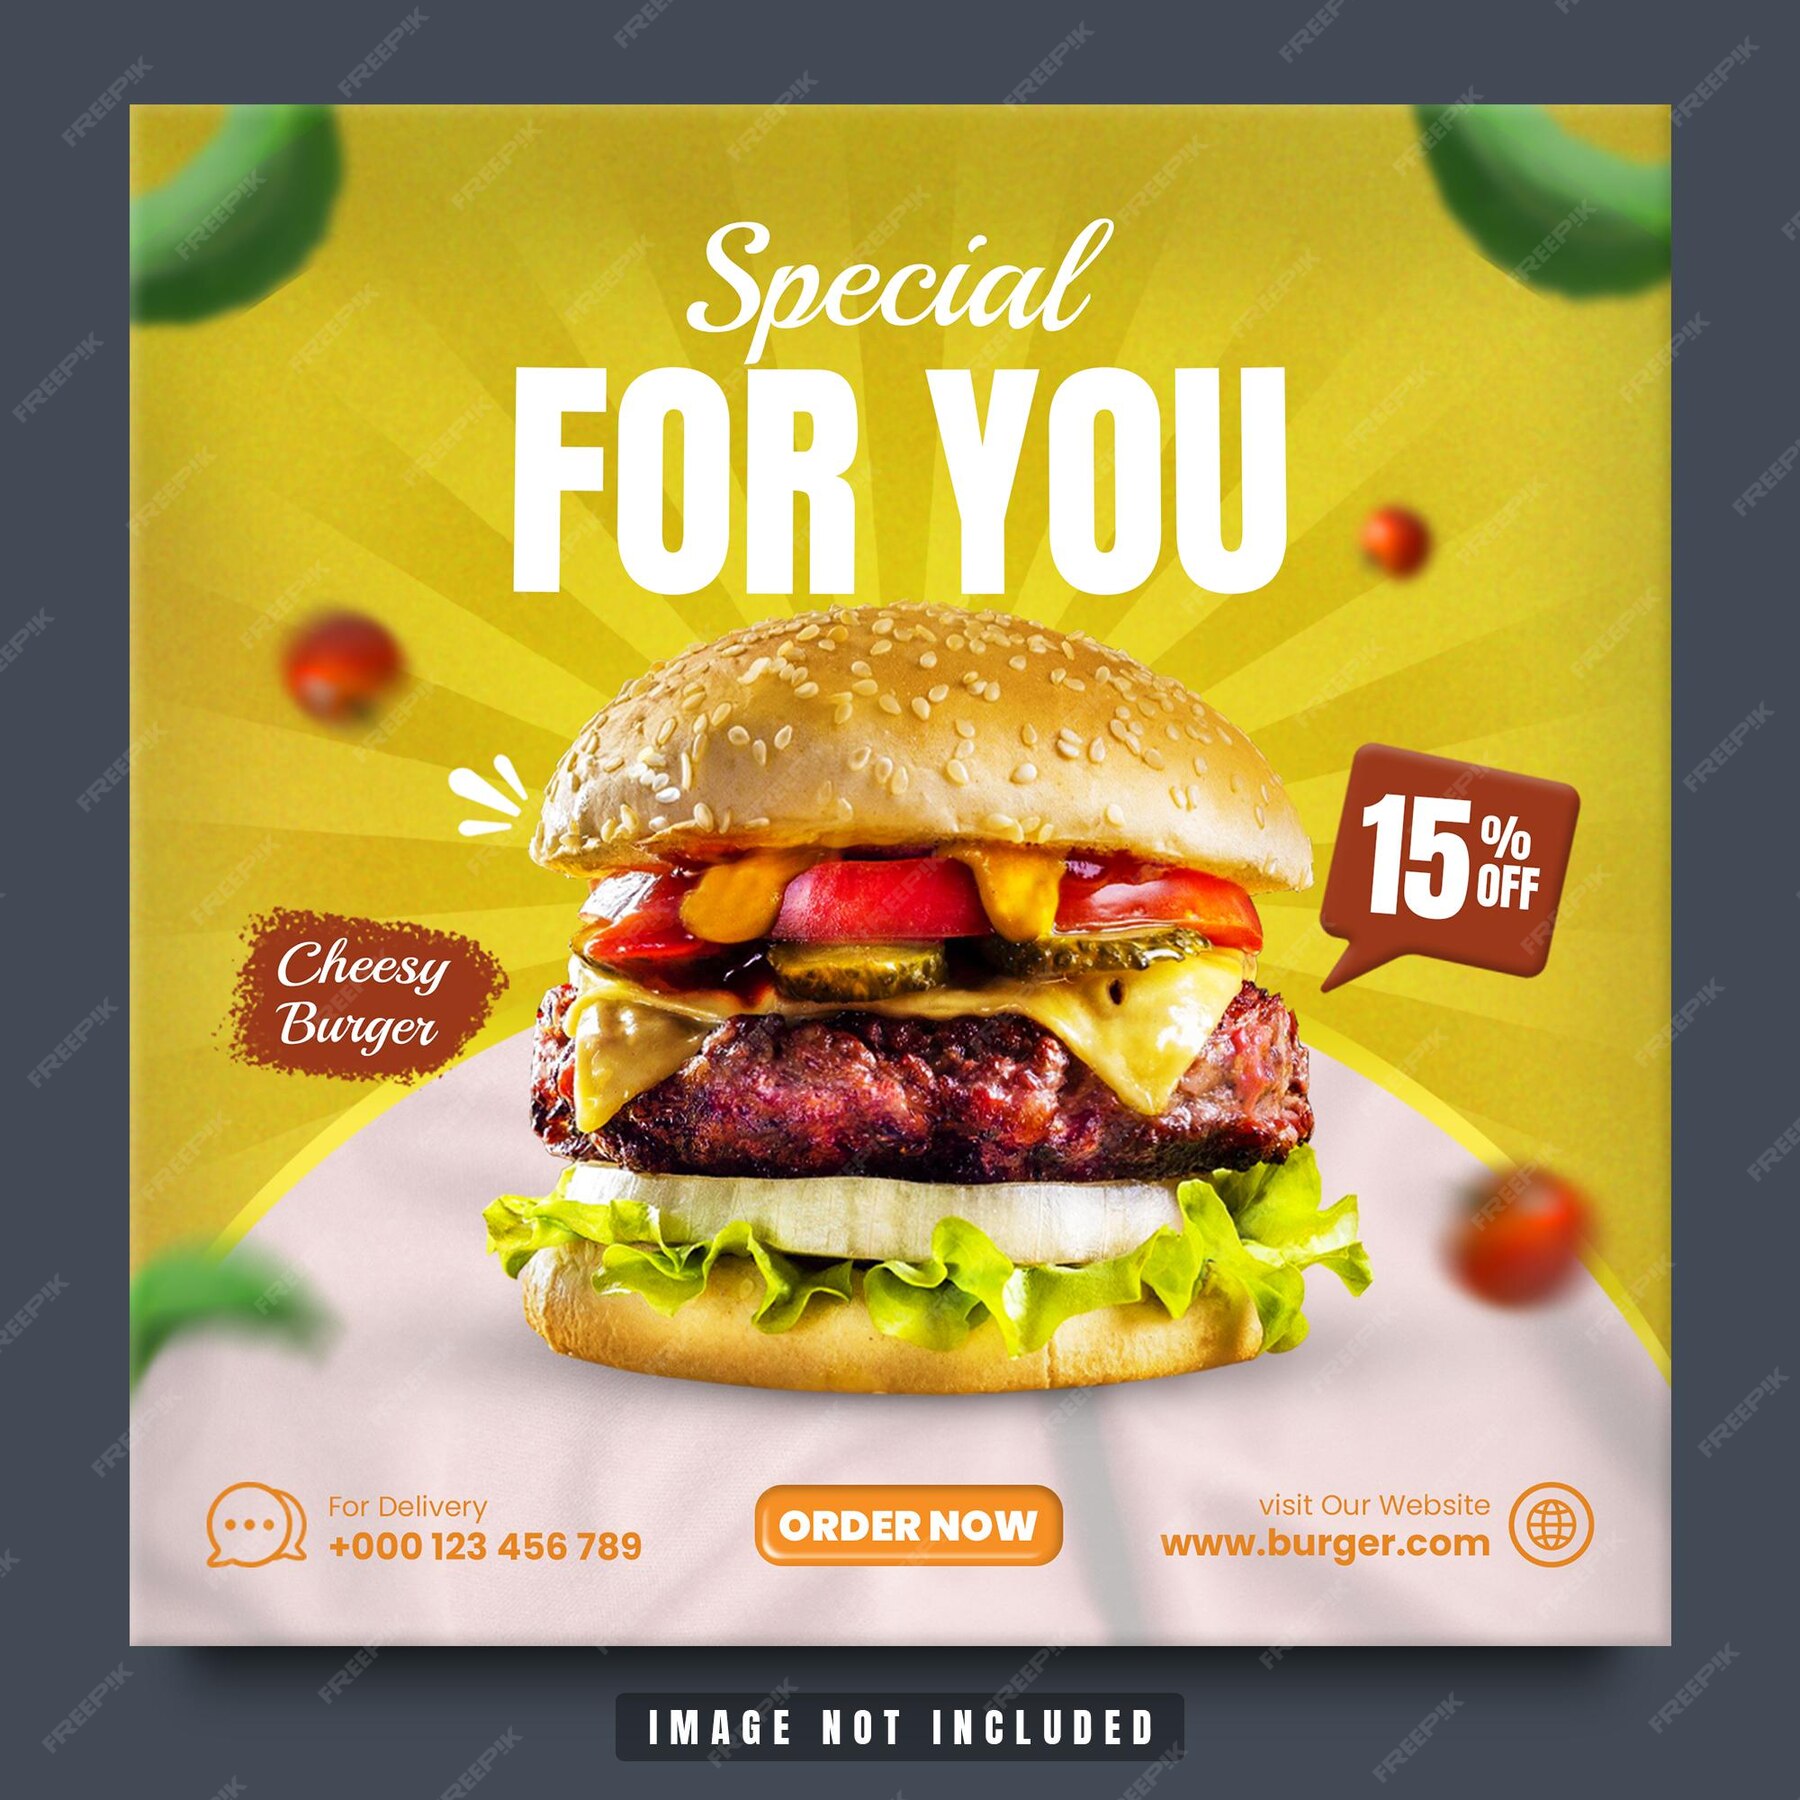 Special
FOR YOU
15% OFF
Cheesy
Burger
For Delivery
+000 123 456 789
ORDER NOW
visit Our Website
www.burger.com
IMAGE NOT INCLUDED
FREEPIK